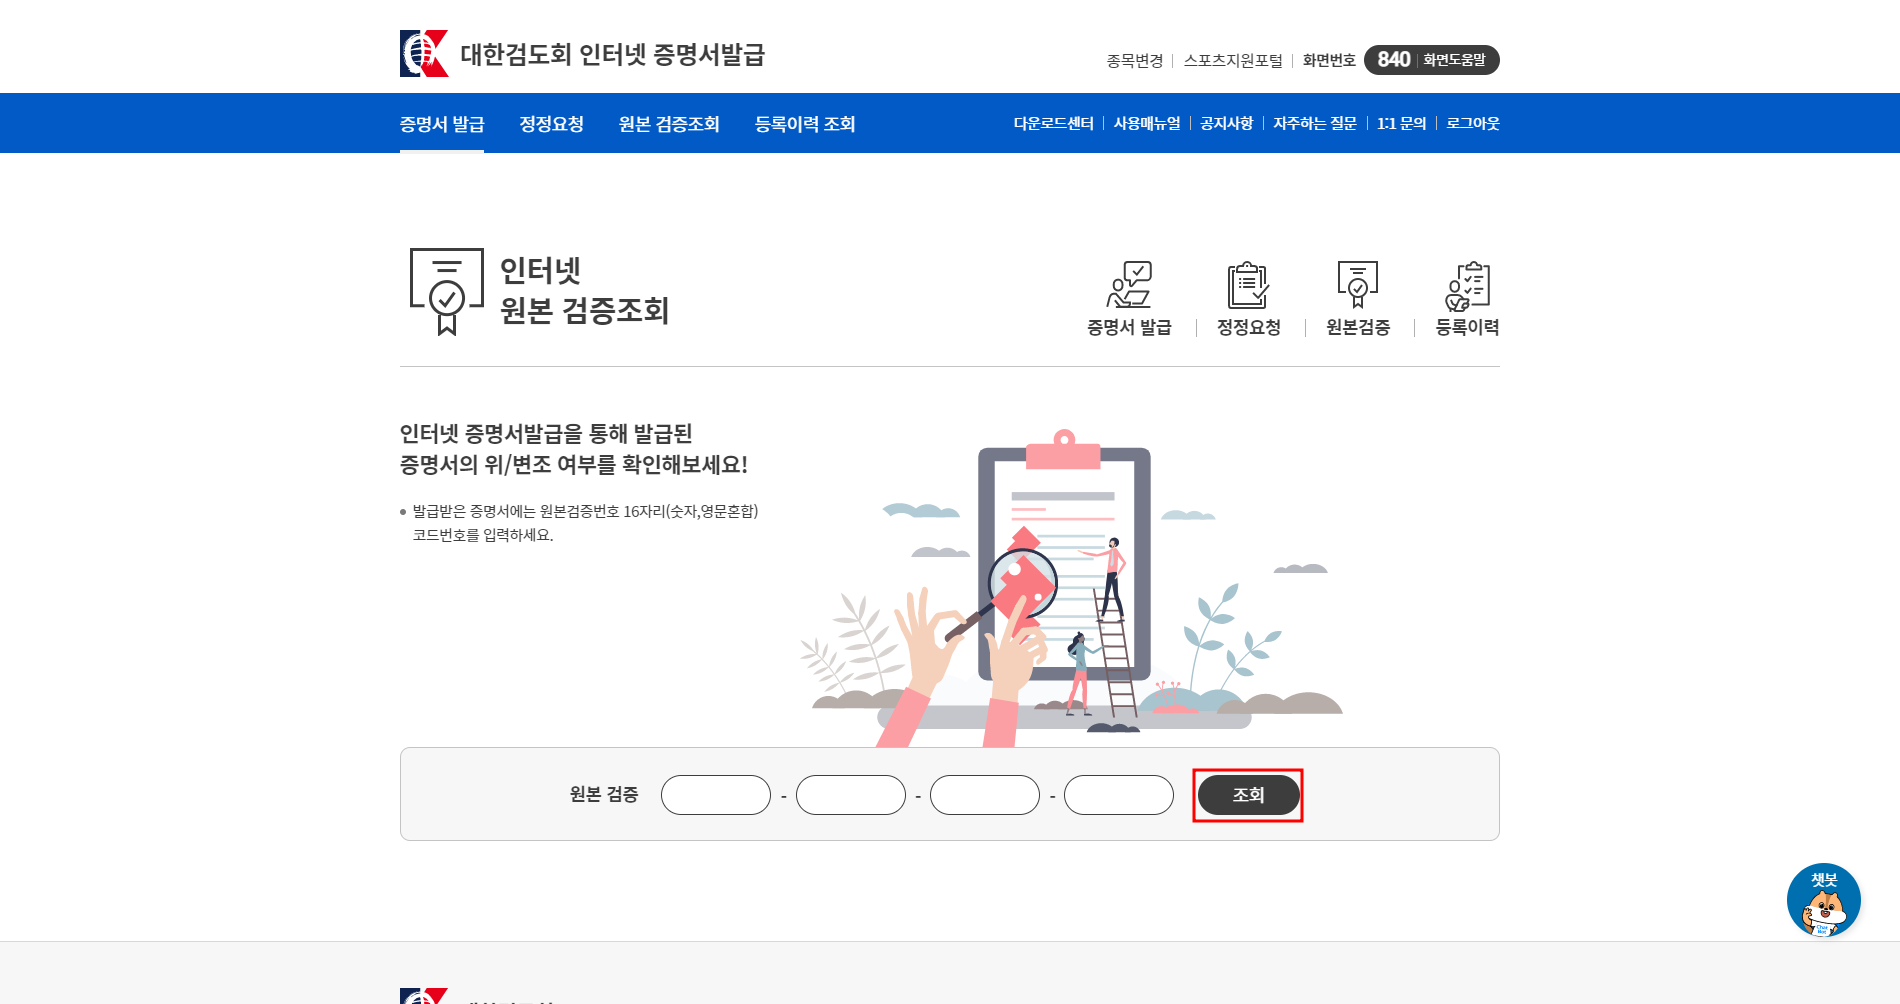 대한검도회 인터넷 증명서발급
종목변경 스포츠지원포털 화면번호 840 화면도움말
증명서 발급 정정요청 원본 검증조회 등록이력 조회
다운로드센터 사용매뉴얼 공지사항 자주하는 질문 1:1 문의 로그아웃
인터넷
원본 검증조회
증명서 발급 정정요청 원본검증 등록이력
인터넷 증명서발급을 통해 발급된
증명서의 위/변조 여부를 확인해보세요!
발급받은 증명서에는 원본검증번호 16자리(숫자,영문혼합)
코드번호를 입력하세요.
원본 검증 - - - 조회
챗봇
Chat
Bot